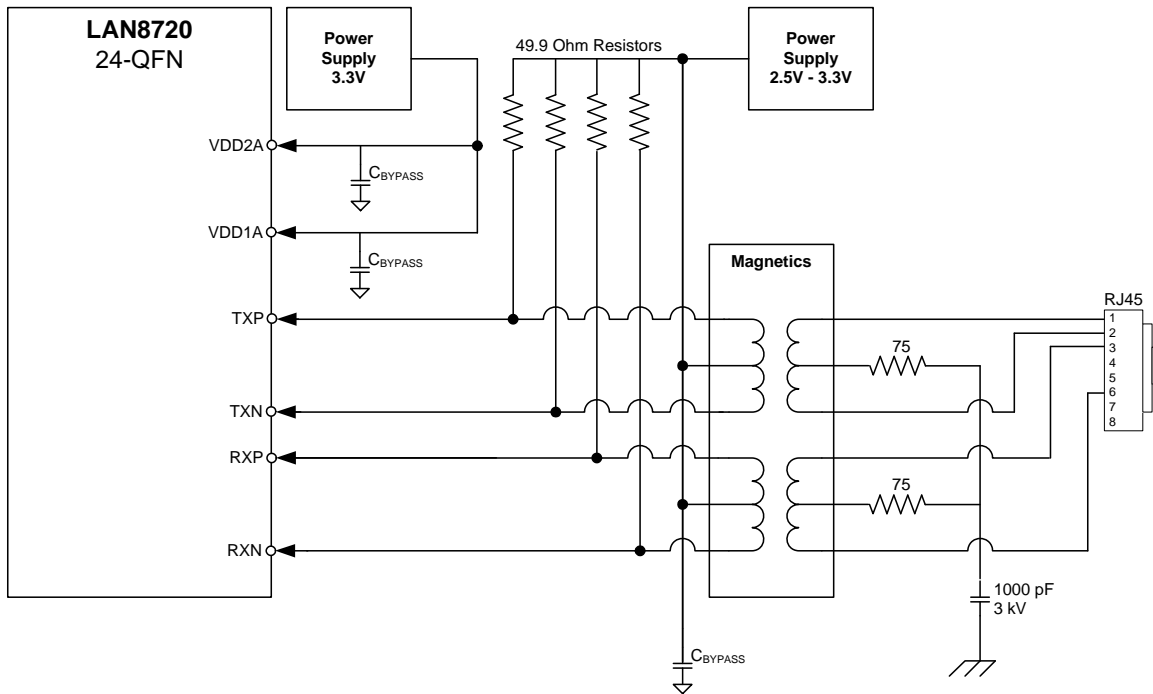 LAN8720
24-QFN
Power
Supply
3.3V
49.9 Ohm Resistors
Power
Supply
2.5V - 3.3V
VDD2A
CBYPASS
VDD1A
CBYPASS
Magnetics
TXP
RJ45
1
2
3
4
5
6
7
8
75
TXN
RXP
75
RXN
1000 pF
3 kV
CBYPASS